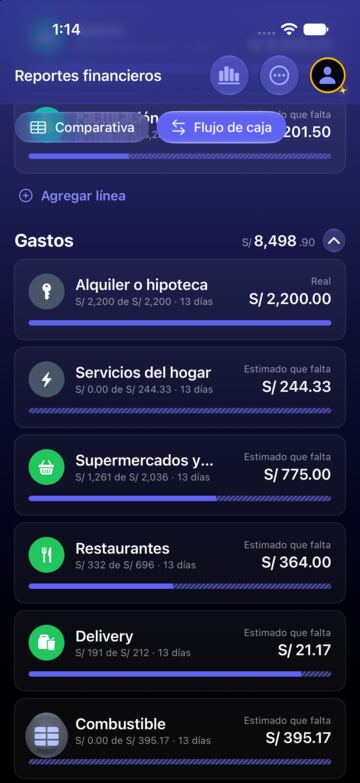 1:14
Reportes financieros
Comparativa
Flujo de caja
201.50
Agregar línea
Gastos
S/ 8,498.90
Alquiler o hipoteca
Real
S/ 2,200 de S/ 2,200 · 13 días
S/ 2,200.00
Servicios del hogar
Estimado que falta
S/ 0.00 de S/ 244.33 · 13 días
S/ 244.33
Supermercados y...
Estimado que falta
S/ 1,261 de S/ 2,036 · 13 días
S/ 775.00
Restaurantes
Estimado que falta
S/ 332 de S/ 696 · 13 días
S/ 364.00
Delivery
Estimado que falta
S/ 191 de S/ 212 · 13 días
S/ 21.17
Combustible
Estimado que falta
S/ 0.00 de S/ 395.17 · 13 días
S/ 395.17